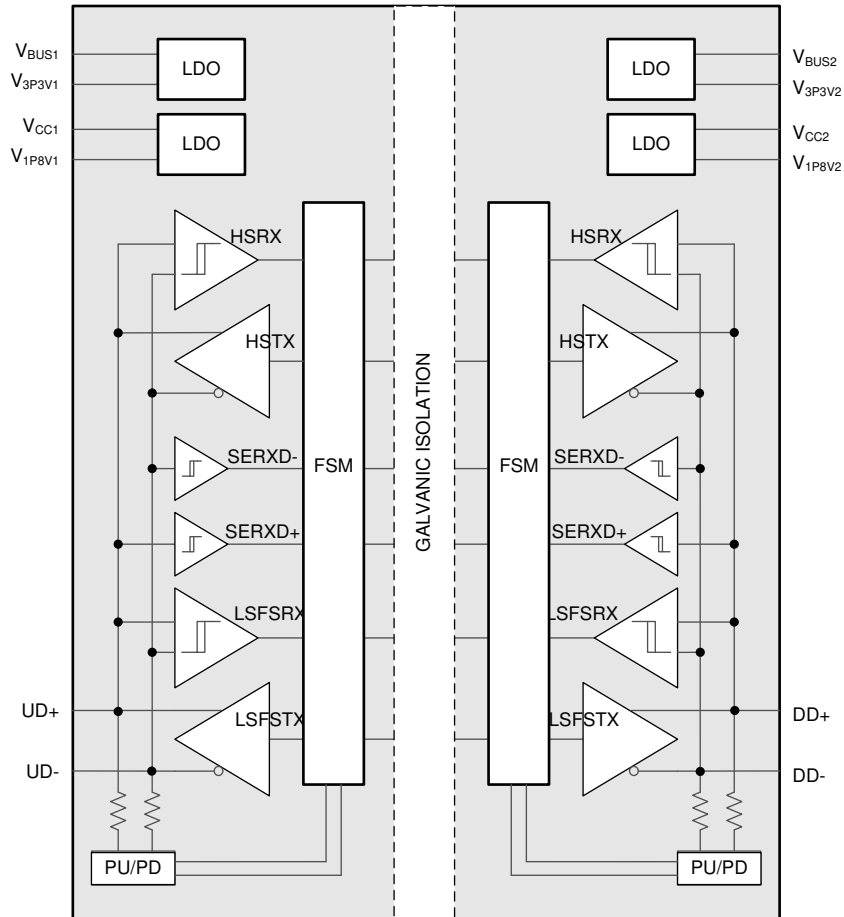 VBUS1
LDO
LDO
VBUS2
V3P3V1
V3P3V2
VCC1
LDO
LDO
VCC2
V1P8V1
V1P8V2
HSRX
HSRX
HSTX
HSTX
GALVANIC ISOLATION
SERXD-
FSM
FSM
SERXD-
SERXD+
SERXD+
LSFSRX
LSFSRX
UD+
LSFSTX
LSFSTX
DD+
UD-
DD-
PU/PD
PU/PD